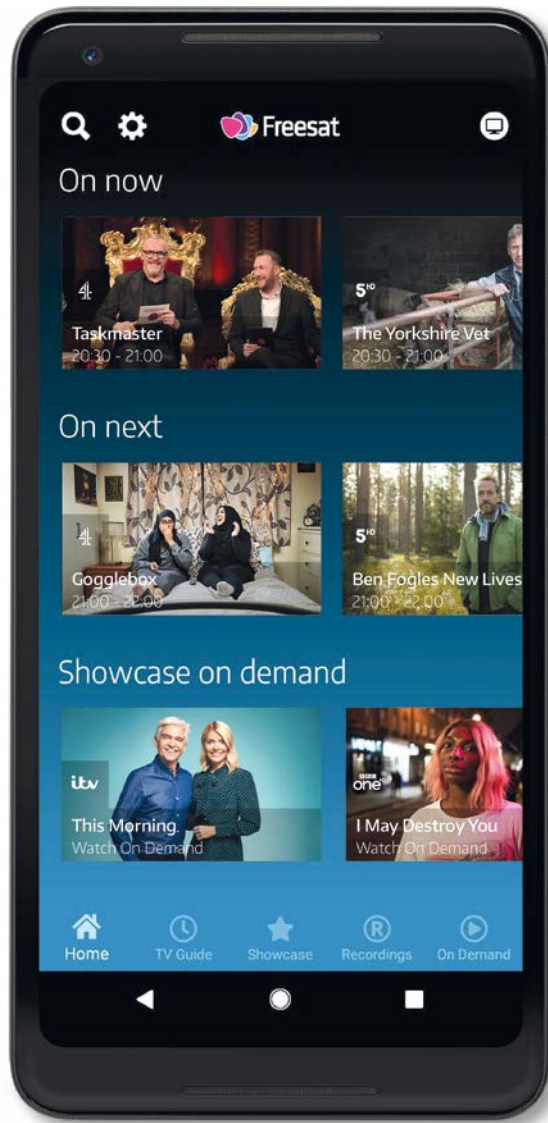 Freesat
On now
4
Taskmaster
20:30 - 21:00
5HD
The Yorkshire Vet
20:30 - 21:00
On next
4
Gogglebox
21:00 - 22:00
5HD
Ben Fogles New Lives
21:00 - 22:00
Showcase on demand
itv
This Morning
Watch On Demand
BBC
one
I May Destroy You
Watch On Demand
Home
TV Guide
Showcase
R
Recordings
On Demand